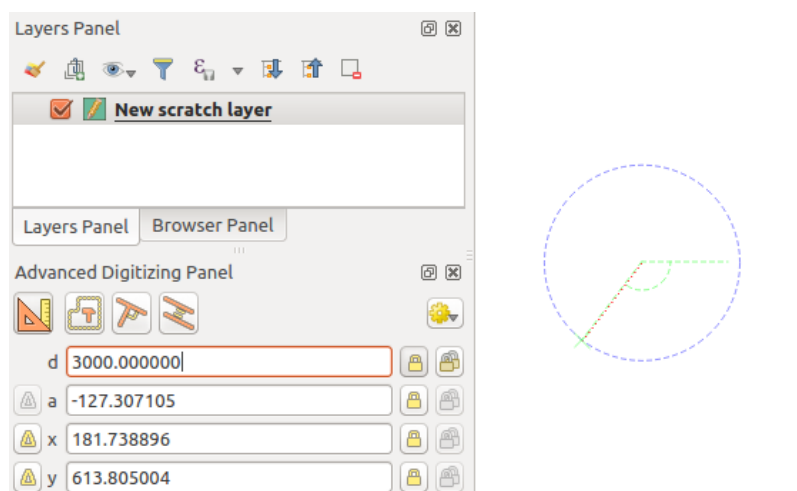 Layers Panel
New scratch layer
Layers Panel Browser Panel
Advanced Digitizing Panel
d 3000.000000
a -127.307105
x 181.738896
y 613.805004